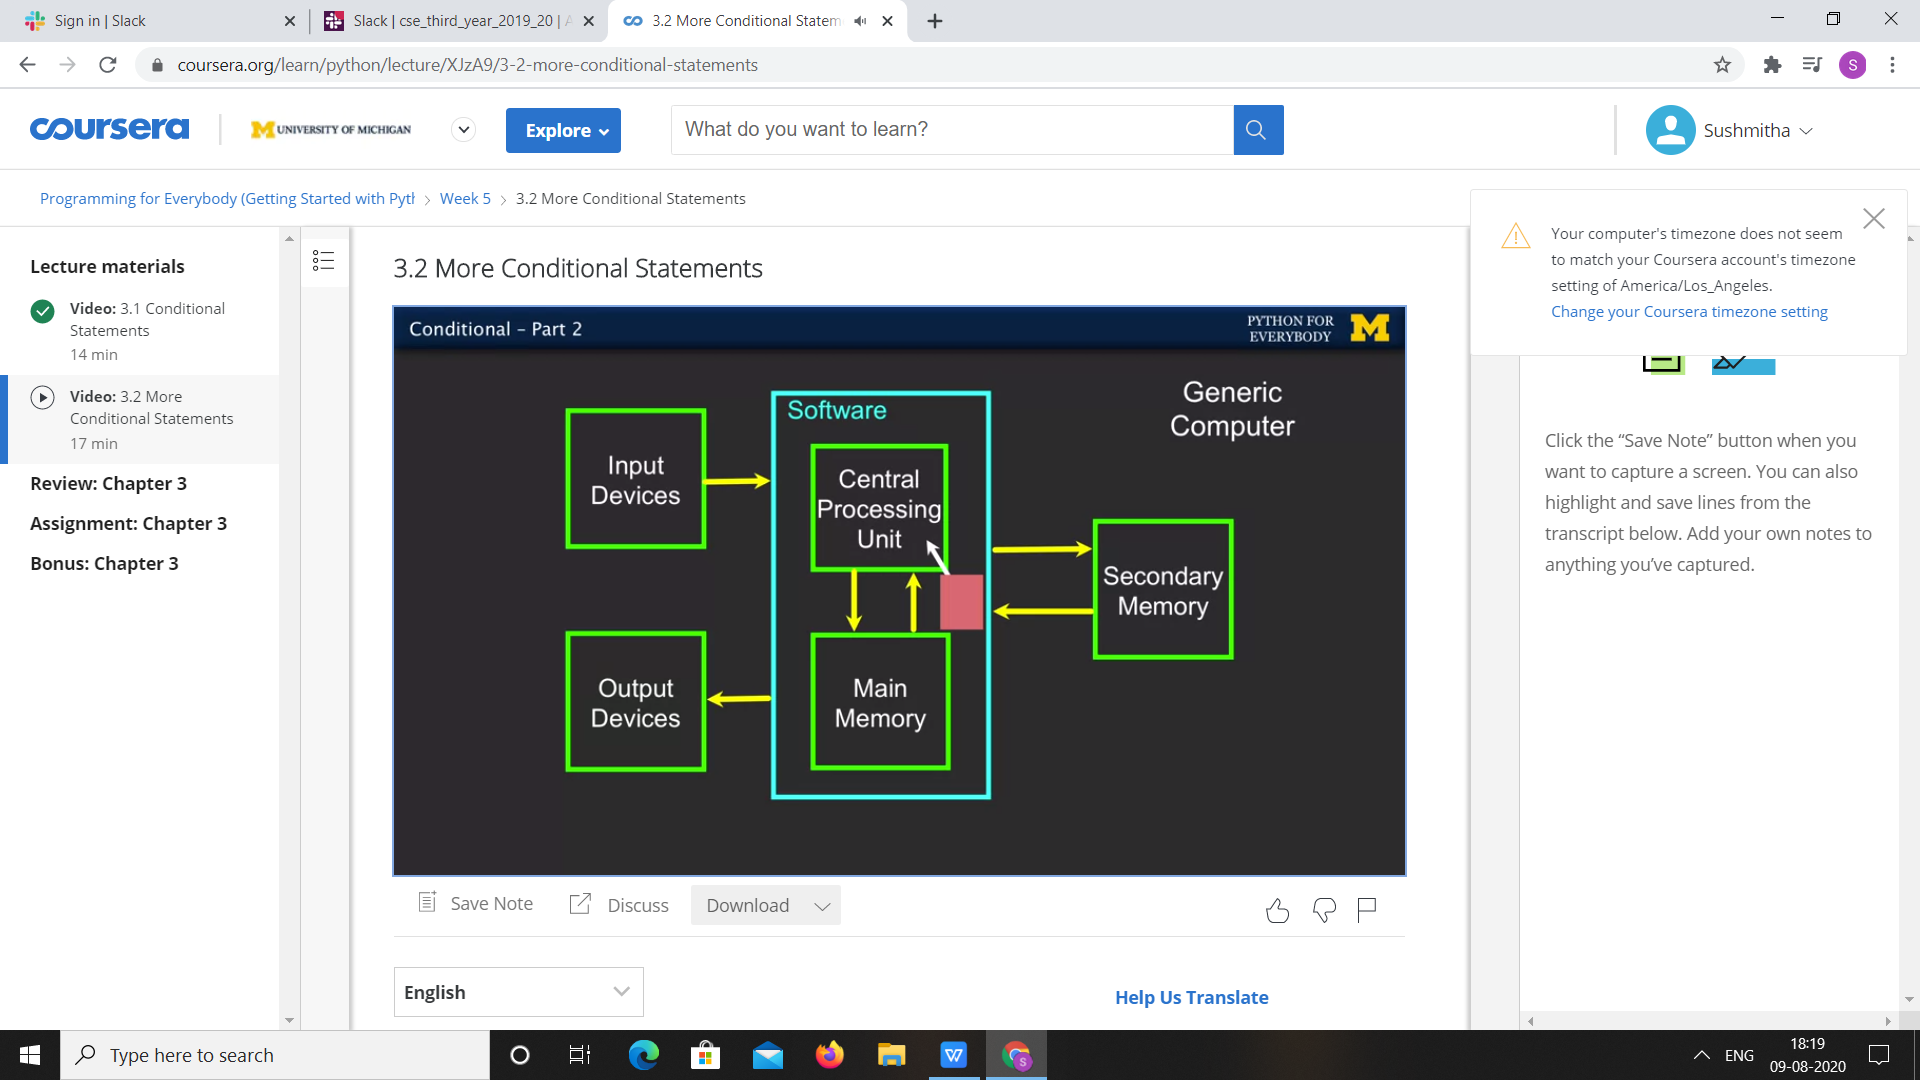 Sign in | Slack
Slack | cse_third_year_2019_20 |
3.2 More Conditional Statem
coursera.org/learn/python/lecture/XJzA9/3-2-more-conditional-statements
S
coursera
M UNIVERSITY OF MICHIGAN
Explore
What do you want to learn?
Sushmitha
Programming for Everybody (Getting Started with Pyth
Week 5
3.2 More Conditional Statements
Your computer's timezone does not seem
to match your Coursera account's timezone
setting of America/Los_Angeles.
Change your Coursera timezone setting
Lecture materials
Video: 3.1 Conditional
Statements
14 min
Video: 3.2 More
Conditional Statements
17 min
Review: Chapter 3
Assignment: Chapter 3
Bonus: Chapter 3
3.2 More Conditional Statements
Conditional – Part 2
PYTHON FOR
EVERYBODY
M
Generic
Computer
Software
Input
Devices
Central
Processing
Unit
Secondary
Memory
Output
Devices
Main
Memory
Click the “Save Note” button when you
want to capture a screen. You can also
highlight and save lines from the
transcript below. Add your own notes to
anything you’ve captured.
Save Note
Discuss
Download
English
Help Us Translate
Type here to search
W
S
ENG
18:19
09-08-2020